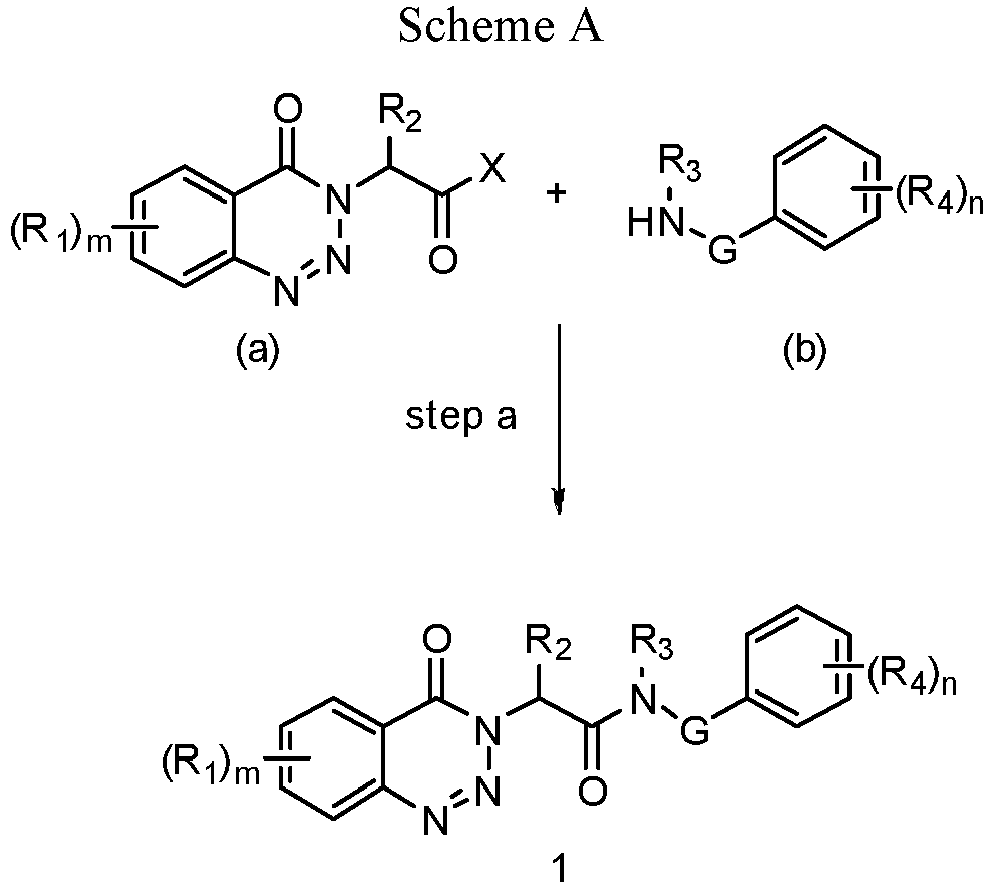 Scheme A
O R2
(R1)m N N N O X + R3 HN G (R4)n
(a) (b)
step a
O R2 R3
(R1)m N N N O N G (R4)n
1